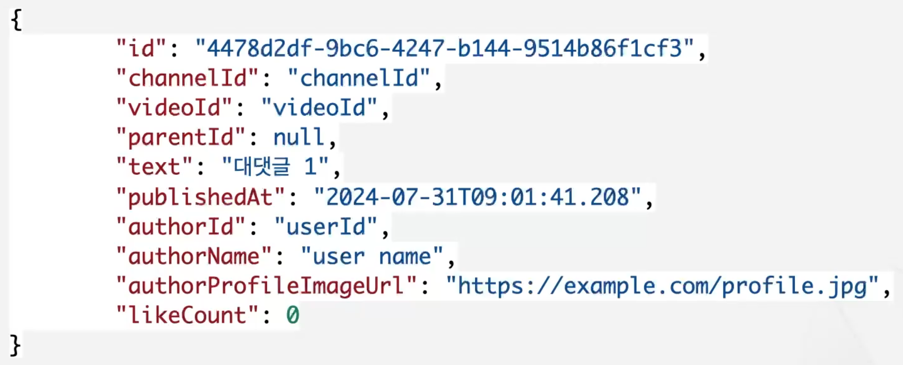 {
"id": "4478d2df-9bc6-4247-b144-9514b86f1cf3",
"channelId": "channelId",
"videoId": "videoId",
"parentId": null,
"text": "대댓글 1",
"publishedAt": "2024-07-31T09:01:41.208",
"authorId": "userId",
"authorName": "user name",
"authorProfileImageUrl": "https://example.com/profile.jpg",
"likeCount": 0
}